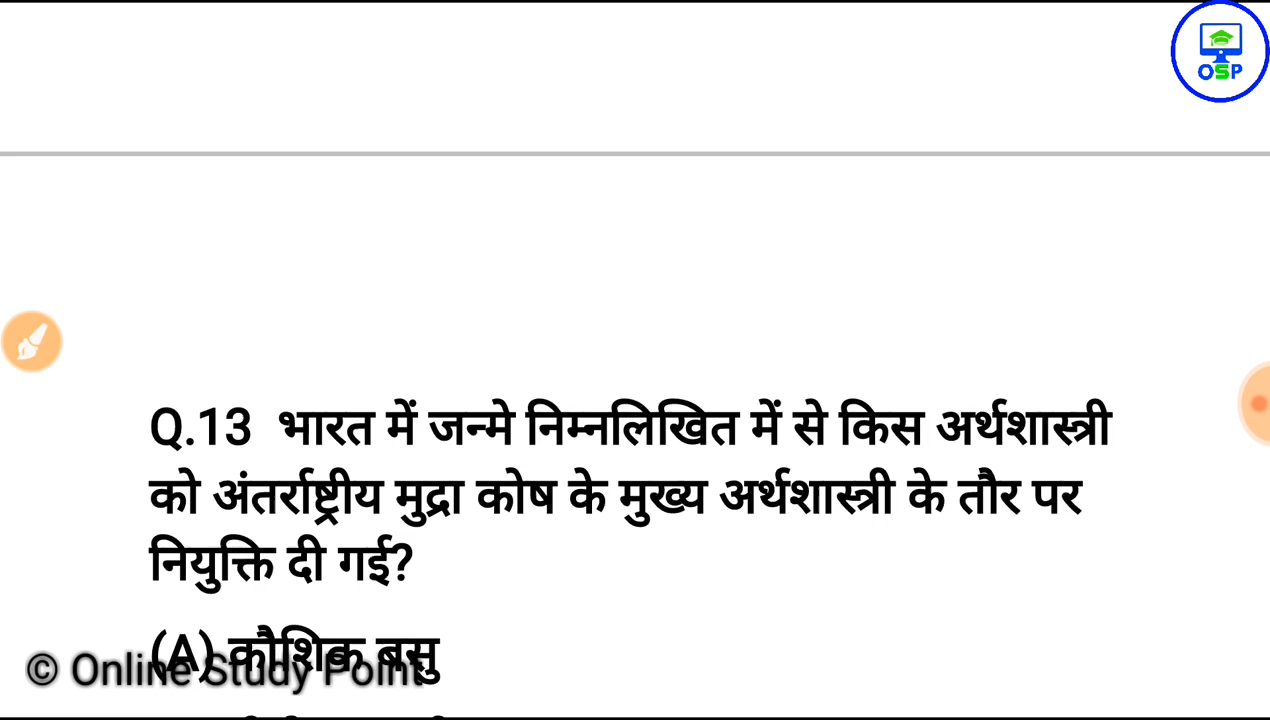 OSP
Q.13 भारत में जन्मे निम्नलिखित में से किस अर्थशास्त्री
को अंतर्राष्ट्रीय मुद्रा कोष के मुख्य अर्थशास्त्री के तौर पर
नियुक्ति दी गई?
(A) कौशिक बसु
© Online Study Point